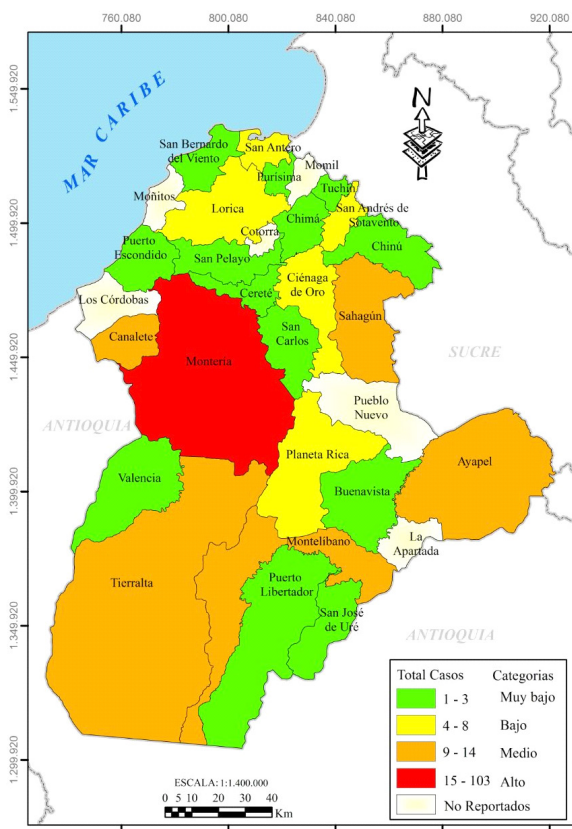 760.080
800.080
840.080
880.080
920.080
1.549.920
1.499.920
1.449.920
1.399.920
1.349.920
1.299.920
MAR CARIBE
N
San Bernardo
del Viento
San Antero
Momil
Purísima
Tuchín
Moñitos
Lorica
San Andrés de
Sotavento
Chimá
Cotorra
Chinú
Puerto
Escondido
San Pelayo
Ciénaga
de Oro
Cereté
Los Córdobas
Sahagún
San
Carlos
Canalete
Montería
SUCRE
Pueblo
Nuevo
ANTIOQUIA
Planeta Rica
Ayapel
Valencia
Buenavista
La
Apartada
Montelibano
Tierralta
Puerto
Libertador
San José
de Uré
ANTIOQUIA
Total Casos Categorias
1 - 3 Muy bajo
4 - 8 Bajo
9 - 14 Medio
15 - 103 Alto
No Reportados
ESCALA: 1:1.400.000
0 5 10 20 30 40
Km